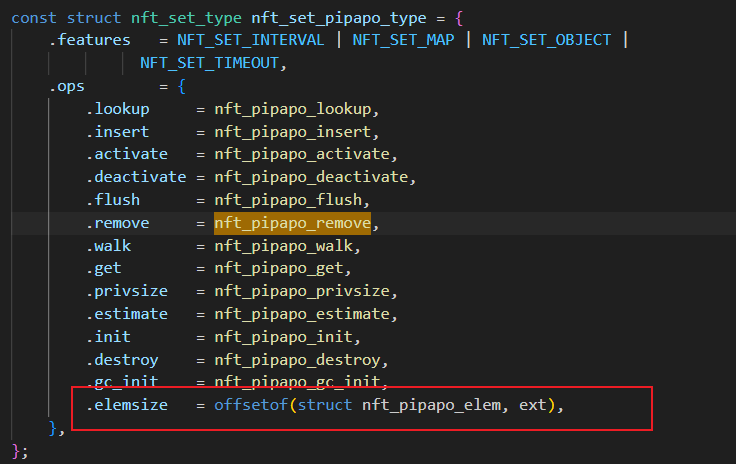 const struct nft_set_type nft_set_pipapo_type = {
.features = NFT_SET_INTERVAL | NFT_SET_MAP | NFT_SET_OBJECT |
NFT_SET_TIMEOUT,
.ops = {
.lookup = nft_pipapo_lookup,
.insert = nft_pipapo_insert,
.activate = nft_pipapo_activate,
.deactivate = nft_pipapo_deactivate,
.flush = nft_pipapo_flush,
.remove = nft_pipapo_remove,
.walk = nft_pipapo_walk,
.get = nft_pipapo_get,
.privsize = nft_pipapo_privsize,
.estimate = nft_pipapo_estimate,
.init = nft_pipapo_init,
.destroy = nft_pipapo_destroy,
.gc_init = nft_pipapo_gc_init,
.elemsize = offsetof(struct nft_pipapo_elem, ext),
},
};